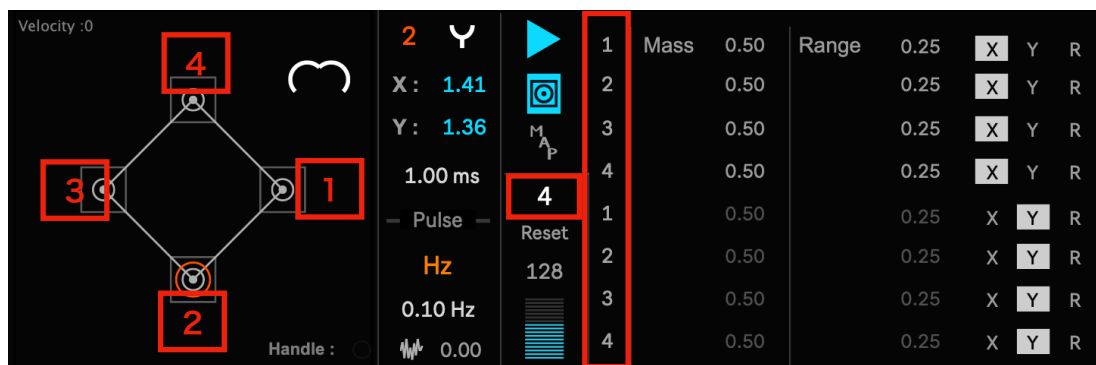 Velocity :0
4
3
1
2
Handle :
2
X : 1.41
Y : 1.36
1.00 ms
Pulse
Hz
0.10 Hz
0.00
MAP
4
Reset
128
1 Mass 0.50 Range 0.25 X Y R
2 0.50 0.25 X Y R
3 0.50 0.25 X Y R
4 0.50 0.25 X Y R
1 0.50 0.25 X Y R
2 0.50 0.25 X Y R
3 0.50 0.25 X Y R
4 0.50 0.25 X Y R